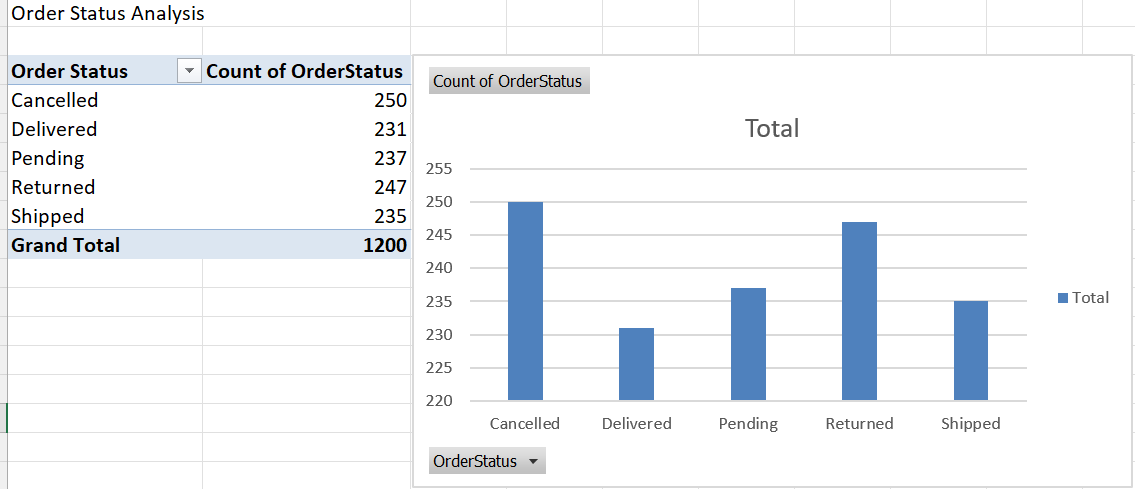 Order Status Analysis
Order Status Count of OrderStatus
Cancelled 250
Delivered 231
Pending 237
Returned 247
Shipped 235
Grand Total 1200
Count of OrderStatus
Total
255
250
245
240
235
230
225
220
Cancelled Delivered Pending Returned Shipped
Total
OrderStatus